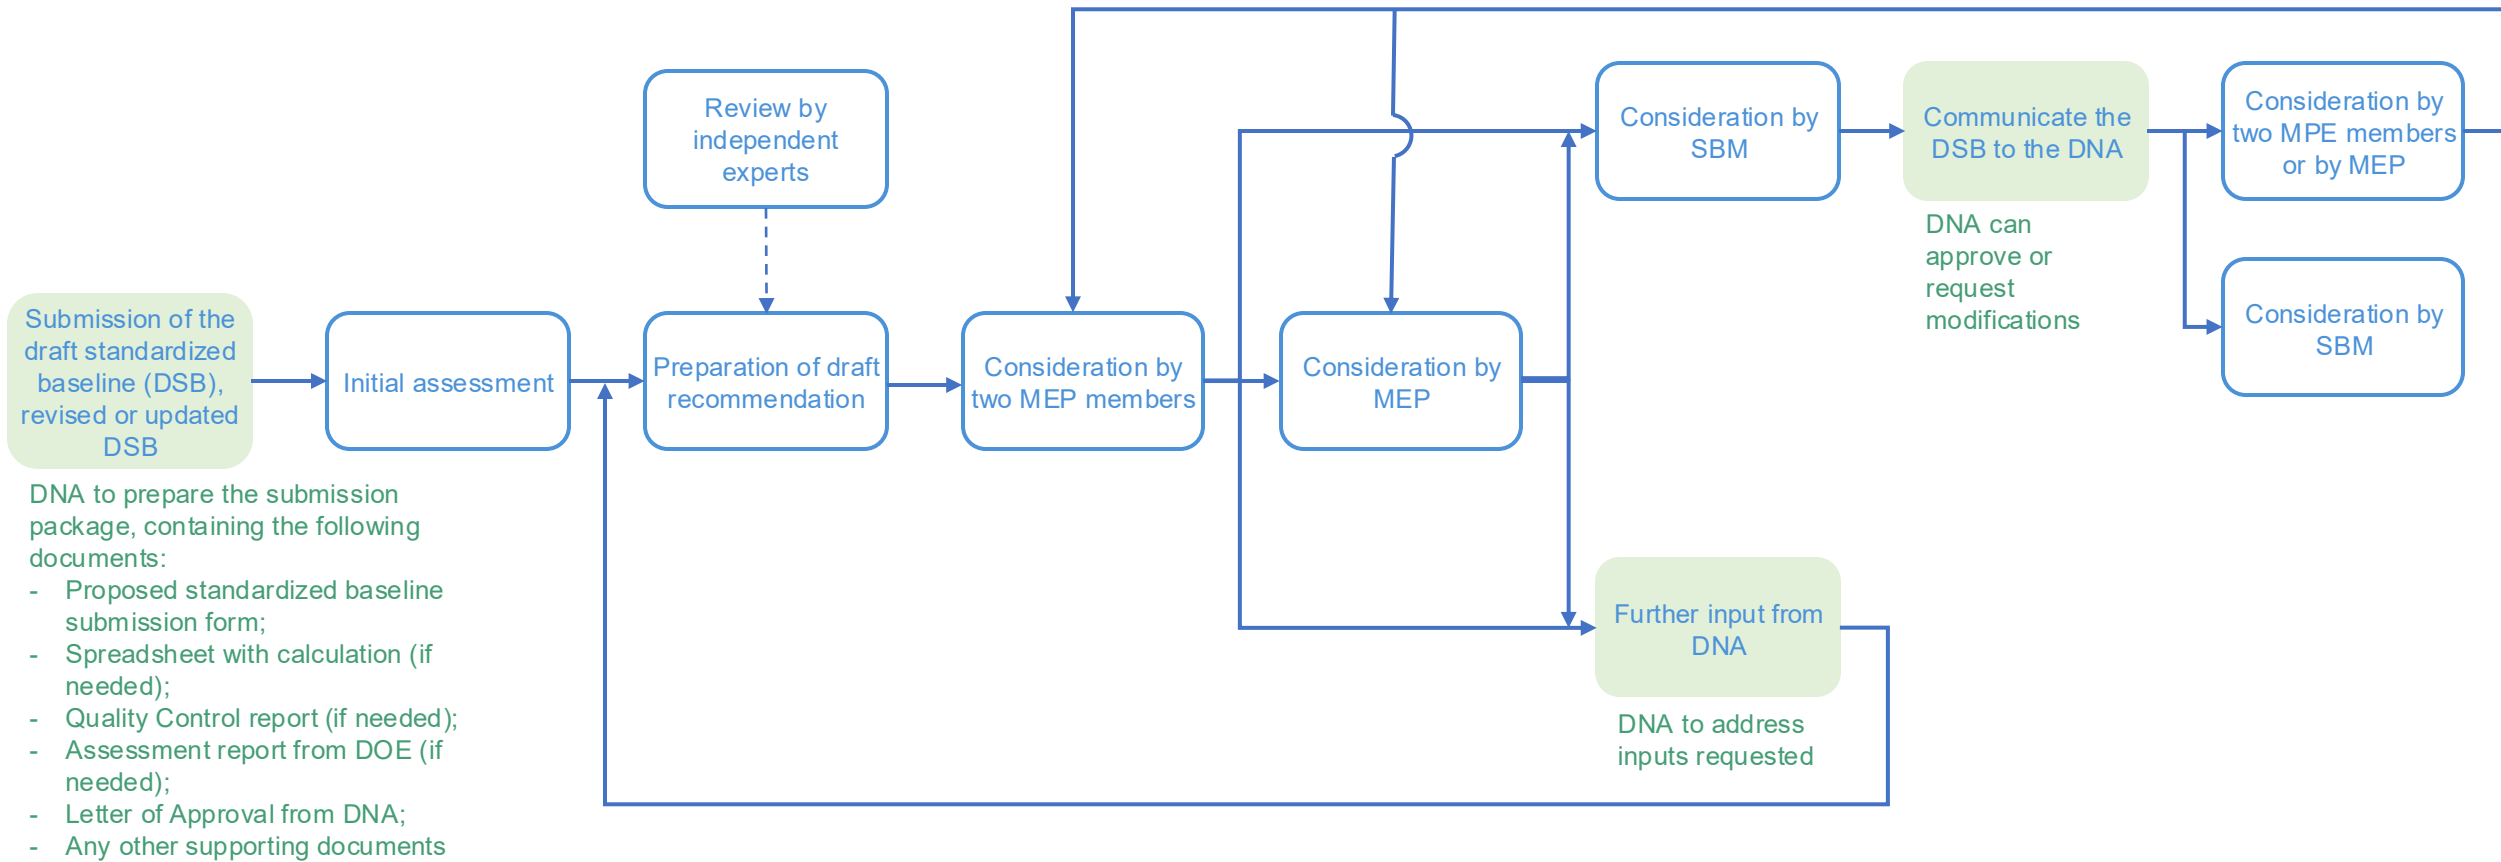 Review by
independent
experts
Consideration by
SBM
Communicate the
DSB to the DNA
Consideration by
two MPE members
or by MEP
DNA can
approve or
request
modifications
Consideration by
SBM
Submission of the
draft standardized
baseline (DSB),
revised or updated
DSB
Initial assessment
Preparation of draft
recommendation
Consideration by
two MEP members
Consideration by
MEP
DNA to prepare the submission
package, containing the following
documents:
- Proposed standardized baseline
submission form;
- Spreadsheet with calculation (if
needed);
- Quality Control report (if needed);
- Assessment report from DOE (if
needed);
- Letter of Approval from DNA;
- Any other supporting documents
Further input from
DNA
DNA to address
inputs requested